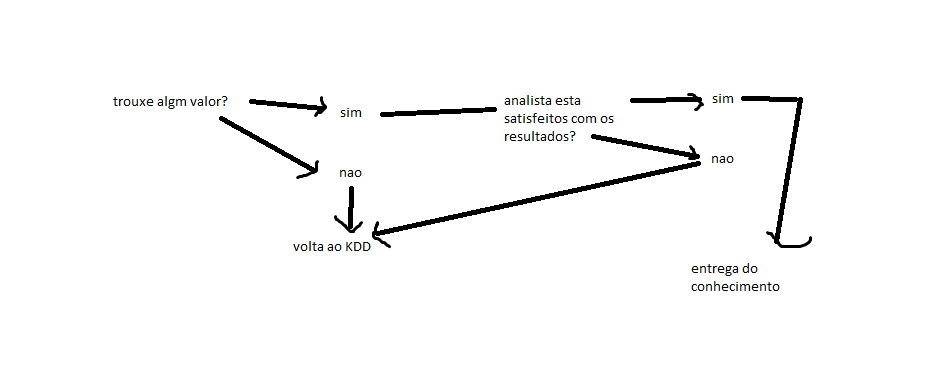 trouxe algm valor?
sim
nao
volta ao KDD
analista esta
satisfeitos com os
resultados?
sim
nao
entrega do
conhecimento